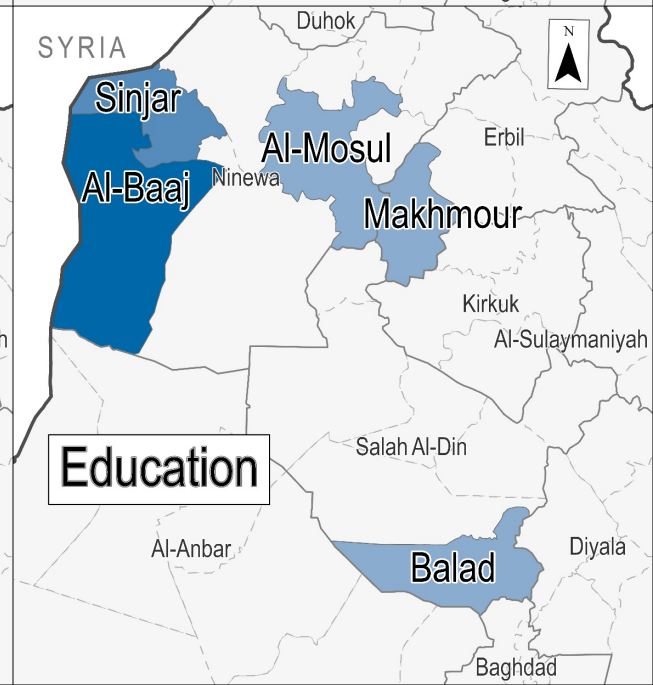 Duhok
N
SYRIA
Sinjar
Erbil
Al-Mosul
Ninewa
Al-Baaj
Makhmour
Kirkuk
Al-Sulaymaniyah
h
Salah Al-Din
Education
Al-Anbar
Diyala
Balad
Baghdad